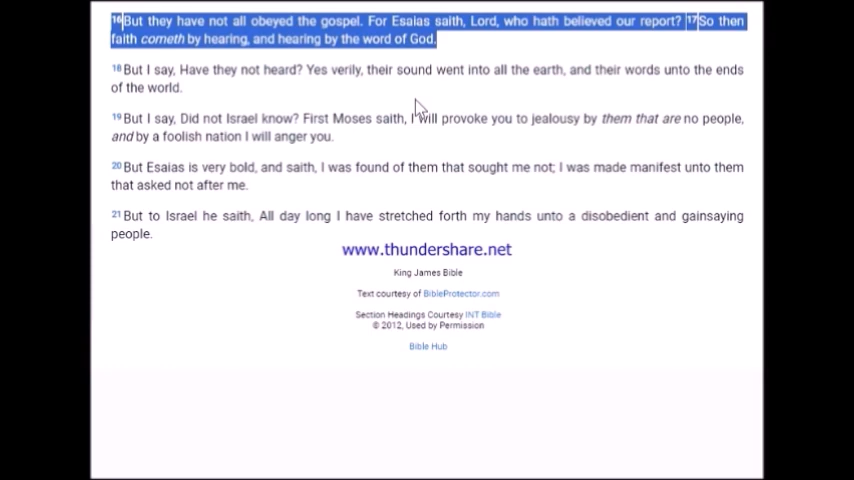 16But they have not all obeyed the gospel. For Esaias saith, Lord, who hath believed our report? 17So then
faith cometh by hearing, and hearing by the word of God.
18But I say, Have they not heard? Yes verily, their sound went into all the earth, and their words unto the ends
of the world.
19But I say, Did not Israel know? First Moses saith, I will provoke you to jealousy by them that are no people,
and by a foolish nation I will anger you.
20But Esaias is very bold, and saith, I was found of them that sought me not; I was made manifest unto them
that asked not after me.
21But to Israel he saith, All day long I have stretched forth my hands unto a disobedient and gainsaying
people.
www.thundershare.net
King James Bible
Text courtesy of BibleProtector.com
Section Headings Courtesy INT Bible
© 2012, Used by Permission
Bible Hub